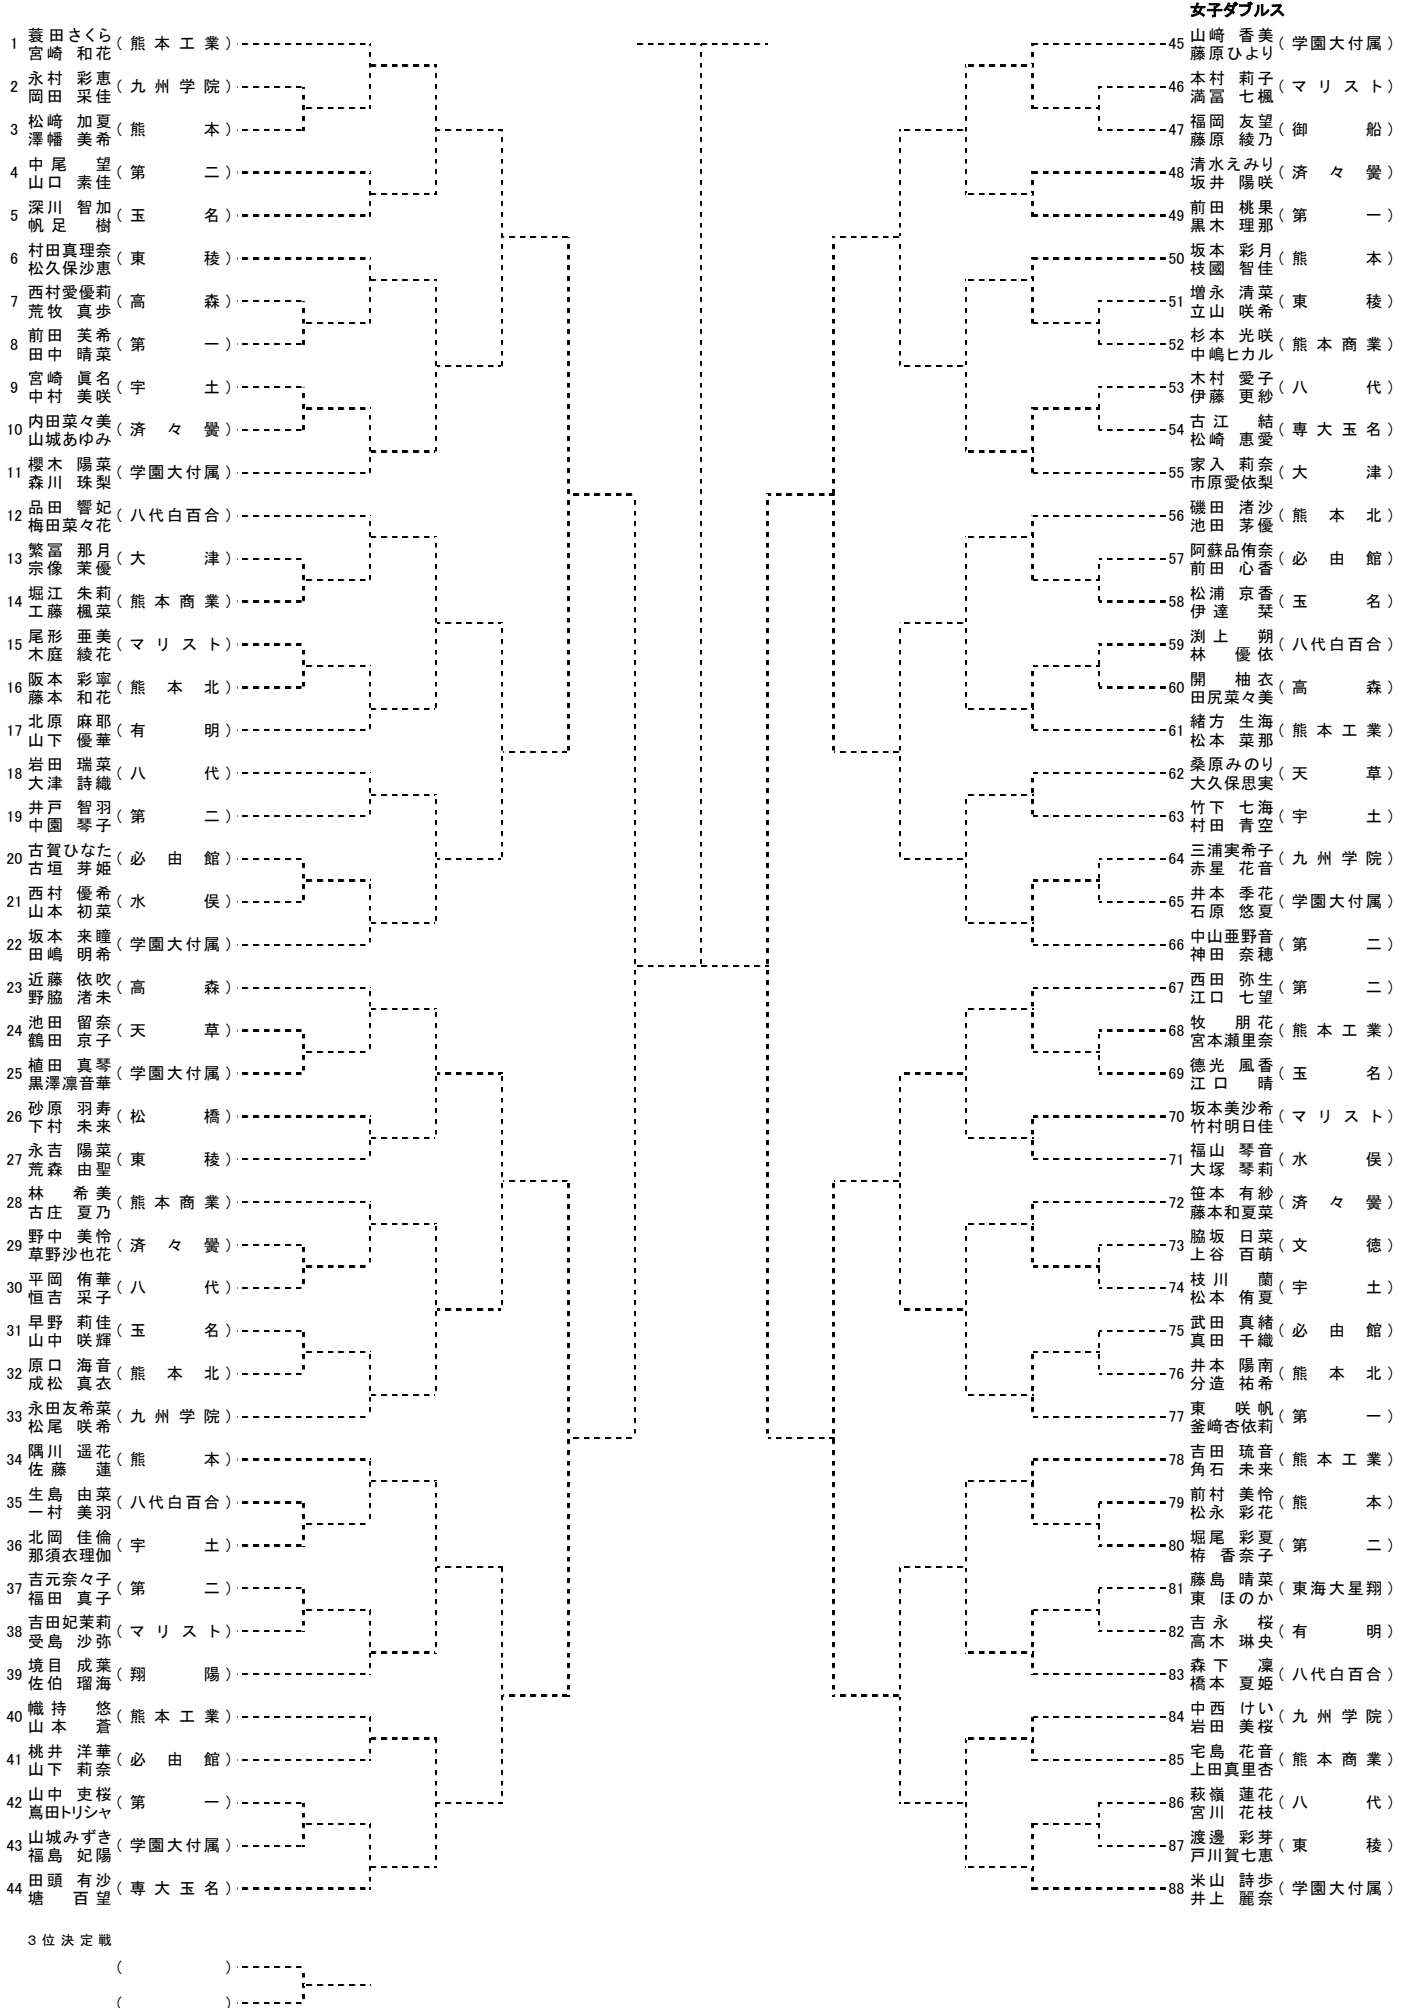 女子ダブルス
1 蓑田さくら 宮崎 和花 (熊本工業)
2 永村 彩恵 岡田 采佳 (九州学院)
3 松﨑 加夏 澤幡 美希 (熊本)
4 中尾 望 山口 素佳 (第二)
5 深川 智加 帆足 樹 (玉名)
6 村田真理奈 松久保沙恵 (東稜)
7 西村愛優莉 荒牧 真歩 (高森)
8 前田 芙希 田中 晴菜 (第一)
9 宮崎 眞名 中村 美咲 (宇土)
10 内田菜々美 山城あゆみ (済々黌)
11 櫻木 陽菜 森川 珠梨 (学園大付属)
12 品田 響妃 梅田菜々花 (八代白百合)
13 繁冨 那月 宗像 茉優 (大津)
14 堀江 朱莉 工藤 楓菜 (熊本商業)
15 尾形 亜美 木庭 綾花 (マリスト)
16 阪本 彩寧 藤本 和花 (熊本北)
17 北原 麻耶 山下 優華 (有明)
18 岩田 瑞菜 大津 詩織 (八代)
19 井戸 智羽 中園 琴子 (第二)
20 古賀ひなた 古垣 芽姫 (必由館)
21 西村 優希 山本 初菜 (水俣)
22 坂本 来瞳 田嶋 明希 (学園大付属)
23 近藤 依吹 野脇 渚未 (高森)
24 池田 留奈 鶴田 京子 (天草)
25 植田 真琴 黒澤凛音華 (学園大付属)
26 砂原 羽寿 下村 未来 (松橋)
27 永吉 陽菜 荒森 由聖 (東稜)
28 林 希美 古庄 夏乃 (熊本商業)
29 野中 美怜 草野沙也花 (済々黌)
30 平岡 侑華 恒吉 采子 (八代)
31 早野 莉佳 山中 咲輝 (玉名)
32 原口 海音 成松 真衣 (熊本北)
33 永田友希菜 松尾 咲希 (九州学院)
34 隅川 遥花 佐藤 蓮 (熊本)
35 生島 由菜 一村 美羽 (八代白百合)
36 北岡 佳倫 那須衣理伽 (宇土)
37 吉元奈々子 福田 真子 (第二)
38 吉田妃茉莉 受島 沙弥 (マリスト)
39 境目 成葉 佐伯 瑠海 (翔陽)
40 幟持 悠 山本 蒼 (熊本工業)
41 桃井 洋華 山下 莉奈 (必由館)
42 山中 吏桜 嶌田トリシャ (第一)
43 山城みずき 福島 妃陽 (学園大付属)
44 田頭 有沙 塘 百望 (専大玉名)
45 山﨑 香美 藤原ひより (学園大付属)
46 本村 莉子 満冨 七楓 (マリスト)
47 福岡 友望 藤原 綾乃 (御船)
48 清水えみり 坂井 陽咲 (済々黌)
49 前田 桃果 黒木 理那 (第一)
50 坂本 彩月 枝國 智佳 (熊本)
51 増永 清菜 立山 咲希 (東稜)
52 杉本 光咲 中嶋ヒカル (熊本商業)
53 木村 愛子 伊藤 更紗 (八代)
54 古江 結 松崎 恵愛 (専大玉名)
55 家入 莉奈 市原愛依梨 (大津)
56 磯田 渚沙 池田 茅優 (熊本北)
57 阿蘇品侑奈 前田 心香 (必由館)
58 松浦 京香 伊達 栞 (玉名)
59 渕上 朔 林 優依 (八代白百合)
60 開 柚衣 田尻菜々美 (高森)
61 緒方 生海 松本 菜那 (熊本工業)
62 桑原みのり 大久保思実 (天草)
63 竹下 七海 村田 青空 (宇土)
64 三浦実希子 赤星 花音 (九州学院)
65 井本 季花 石原 悠夏 (学園大付属)
66 中山亜野音 神田 奈穂 (第二)
67 西田 弥生 江口 七望 (第二)
68 牧 朋花 宮本瀬里奈 (熊本工業)
69 德光 風香 江口 晴 (玉名)
70 坂本美沙希 竹村明日佳 (マリスト)
71 福山 琴音 大塚 琴莉 (水俣)
72 笹本 有紗 藤本和夏菜 (済々黌)
73 脇坂 日菜 上谷 百萌 (文徳)
74 枝川 蘭 松本 侑夏 (宇土)
75 武田 真緒 真田 千織 (必由館)
76 井本 陽南 分造 祐希 (熊本北)
77 東 咲帆 釜﨑杏依莉 (第一)
78 吉田 琉音 角石 未来 (熊本工業)
79 前村 美怜 松永 彩花 (熊本)
80 堀尾 彩夏 栫 香奈子 (第二)
81 藤島 晴菜 東 ほのか (東海大星翔)
82 吉永 桜 高木 琳央 (有明)
83 森下 凜 橋本 夏姫 (八代白百合)
84 中西 けい 岩田 美桜 (九州学院)
85 宅島 花音 上田真里杏 (熊本商業)
86 萩嶺 蓮花 宮川 花枝 (八代)
87 渡邊 彩芽 戸川賀七恵 (東稜)
88 米山 詩歩 井上 麗奈 (学園大付属)
3位決定戦
( )
( )